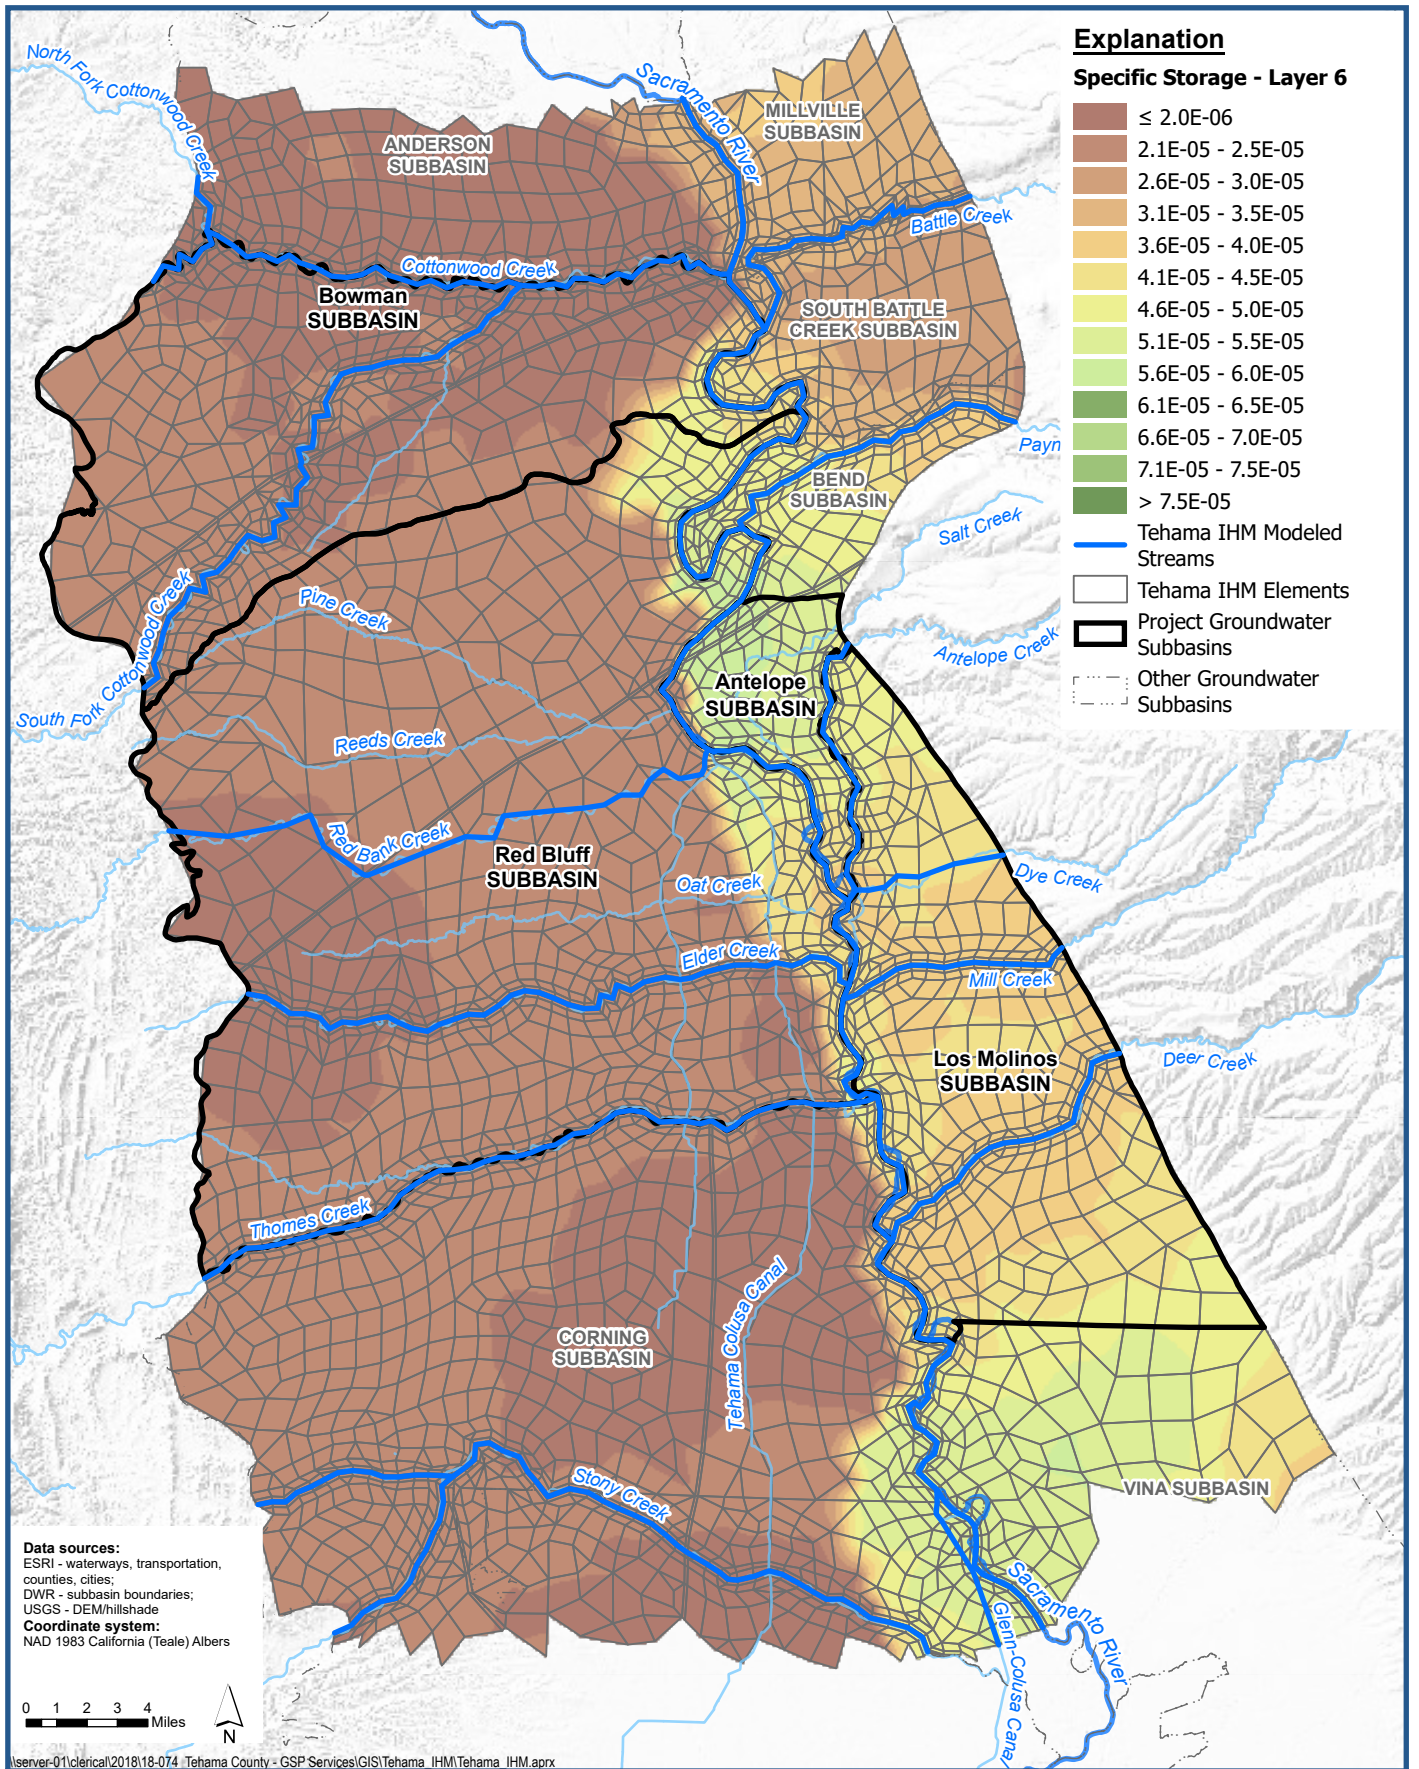 Explanation
Specific Storage - Layer 6
≤ 2.0E-06
2.1E-05 - 2.5E-05
2.6E-05 - 3.0E-05
3.1E-05 - 3.5E-05
3.6E-05 - 4.0E-05
4.1E-05 - 4.5E-05
4.6E-05 - 5.0E-05
5.1E-05 - 5.5E-05
5.6E-05 - 6.0E-05
6.1E-05 - 6.5E-05
6.6E-05 - 7.0E-05
7.1E-05 - 7.5E-05
> 7.5E-05
Tehama IHM Modeled
Streams
Tehama IHM Elements
Project Groundwater
Subbasins
Other Groundwater
Subbasins
North Fork Cottonwood Creek
Sacramento River
ANDERSON
SUBBASIN
MILLVILLE
SUBBASIN
Battle Creek
Cottonwood Creek
Bowman
SUBBASIN
SOUTH BATTLE
CREEK SUBBASIN
Payn
BEND
SUBBASIN
Salt Creek
Pine Creek
Antelope Creek
South Fork Cottonwood Creek
Antelope
SUBBASIN
Reeds Creek
Red Bank Creek
Red Bluff
SUBBASIN
Oat Creek
Dye Creek
Elder Creek
Mill Creek
Los Molinos
SUBBASIN
Deer Creek
Thomes Creek
Tehama Colusa Canal
CORNING
SUBBASIN
Stony Creek
VINA SUBBASIN
Sacramento River
Glenn-Colusa Canal
Data sources:
ESRI - waterways, transportation,
counties, cities;
DWR - subbasin boundaries;
USGS - DEM/hillshade
Coordinate system:
NAD 1983 California (Teale) Albers
0 1 2 3 4
Miles
N
\\server-01\clerical\2018\18-074_Tehama County - GSP Services\GIS\Tehama_IHM\Tehama_IHM.aprx